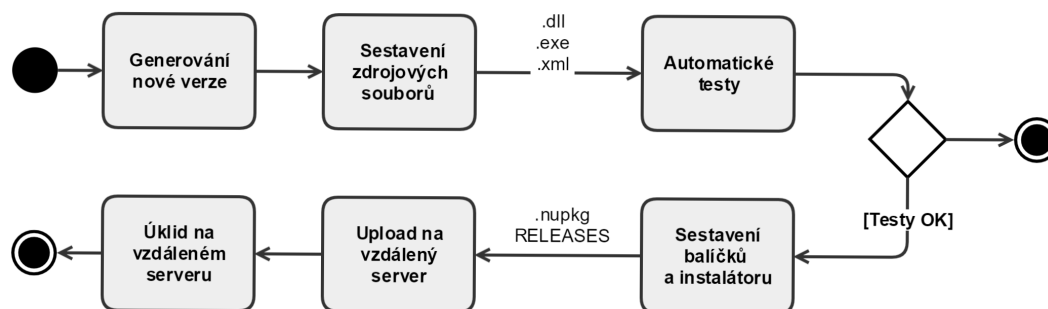 Generování
nové verze
Sestavení
zdrojových
souborů
.dll
.exe
.xml
Automatické
testy
[Testy OK]
Sestavení
balíčků
a instalátoru
.nupkg
RELEASES
Upload na
vzdálený
server
Úklid na
vzdáleném
serveru